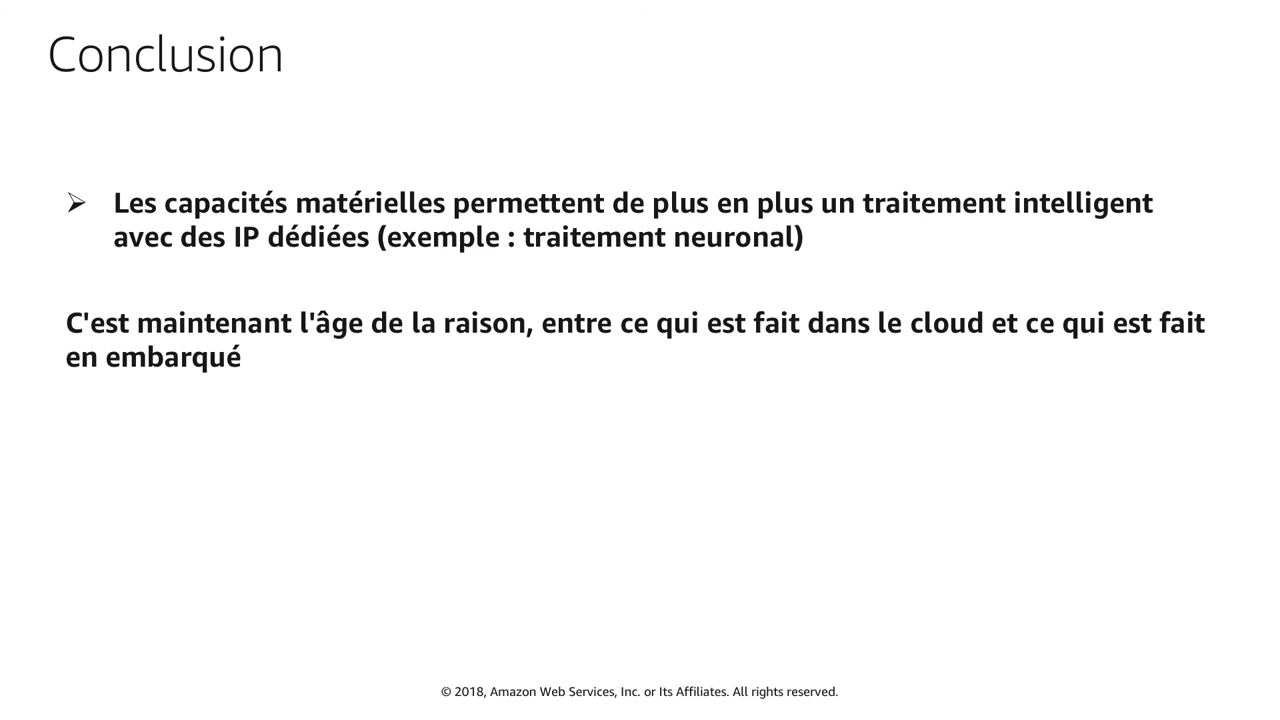 Conclusion
➢ Les capacités matérielles permettent de plus en plus un traitement intelligent
avec des IP dédiées (exemple : traitement neuronal)
C'est maintenant l'âge de la raison, entre ce qui est fait dans le cloud et ce qui est fait
en embarqué
© 2018, Amazon Web Services, Inc. or Its Affiliates. All rights reserved.